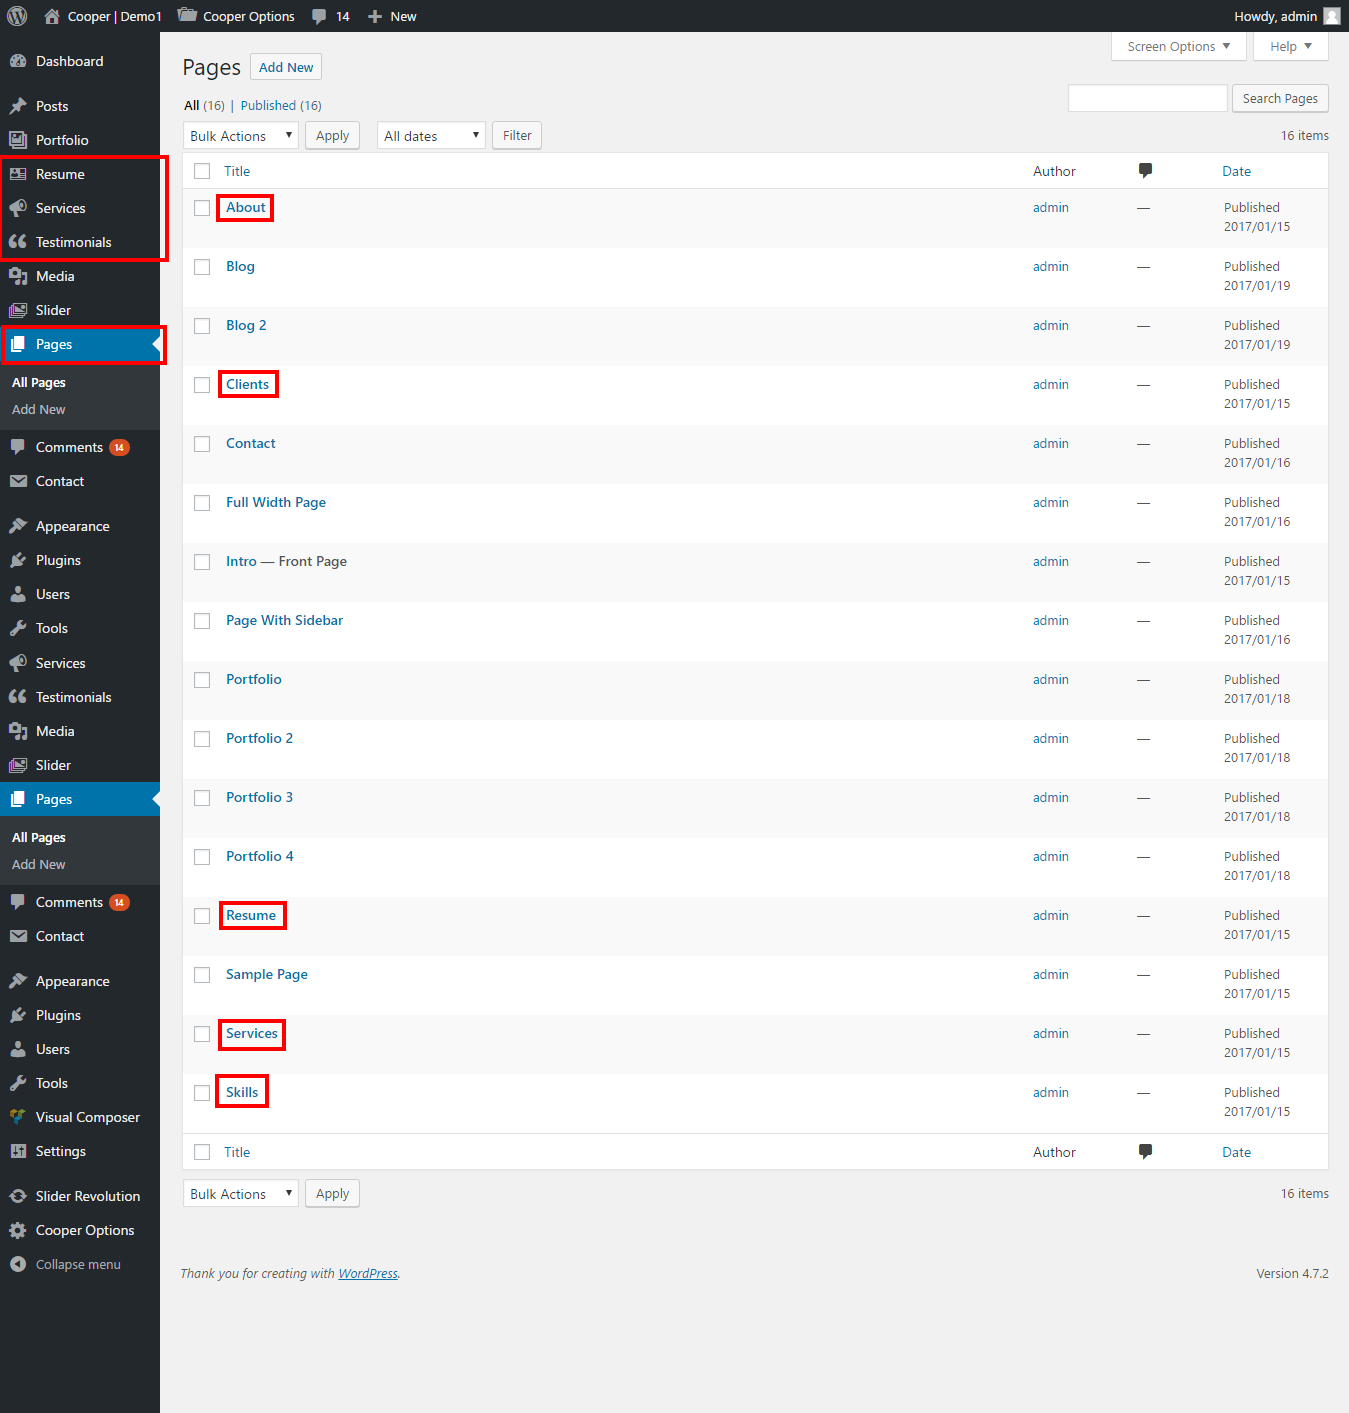 Cooper | Demo1 Cooper Options 14 New Howdy, admin
Dashboard
Posts
Portfolio
Resume
Services
Testimonials
Media
Slider
Pages
All Pages
Add New
Comments 14
Contact
Appearance
Plugins
Users
Tools
Services
Testimonials
Media
Slider
Pages
All Pages
Add New
Comments 14
Contact
Appearance
Plugins
Users
Tools
Visual Composer
Settings
Slider Revolution
Cooper Options
Collapse menu
Screen Options Help
Pages Add New
All (16) | Published (16)
Search Pages
Bulk Actions Apply All dates Filter 16 items
Title Author Date
About admin — Published
2017/01/15
Blog admin — Published
2017/01/19
Blog 2 admin — Published
2017/01/19
Clients admin — Published
2017/01/15
Contact admin — Published
2017/01/16
Full Width Page admin — Published
2017/01/16
Intro — Front Page admin — Published
2017/01/15
Page With Sidebar admin — Published
2017/01/16
Portfolio admin — Published
2017/01/18
Portfolio 2 admin — Published
2017/01/18
Portfolio 3 admin — Published
2017/01/18
Portfolio 4 admin — Published
2017/01/18
Resume admin — Published
2017/01/15
Sample Page admin — Published
2017/01/15
Services admin — Published
2017/01/15
Skills admin — Published
2017/01/15
Title Author Date
Bulk Actions Apply 16 items
Thank you for creating with WordPress. Version 4.7.2